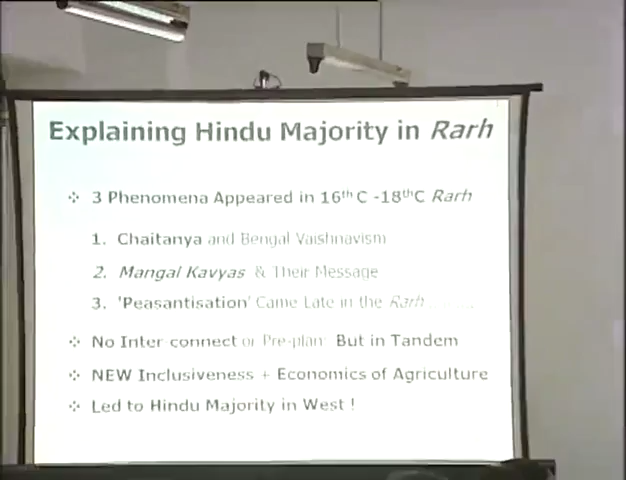 Explaining Hindu Majority in Rarh
❖ 3 Phenomena Appeared in 16th C -18thC Rarh
1. Chaitanya and Bengal Vaishnavism
2. Mangal Kavyas & Their Message
3. 'Peasantisation' Came Late in the Rarh
❖ No Inter connect or Pre-plan: But in Tandem
❖ NEW Inclusiveness + Economics of Agriculture
❖ Led to Hindu Majority in West !